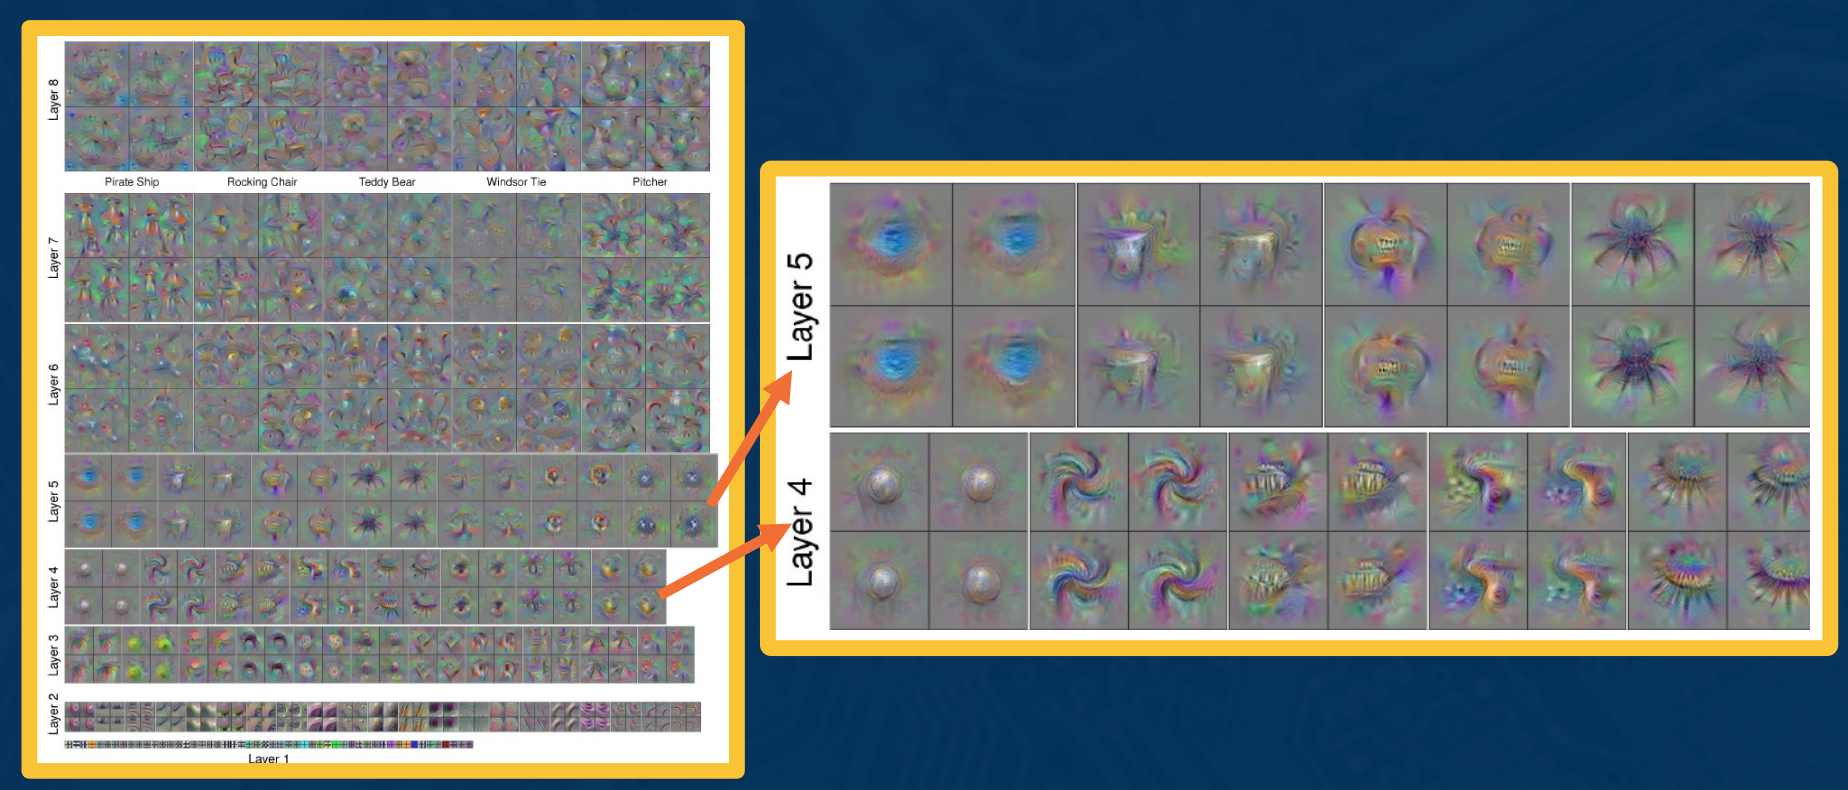 Layer 8
Pirate Ship Rocking Chair Teddy Bear Windsor Tie Pitcher
Layer 7
Layer 6
Layer 5
Layer 4
Layer 3
Layer 2
Layer 1
Layer 5
Layer 4